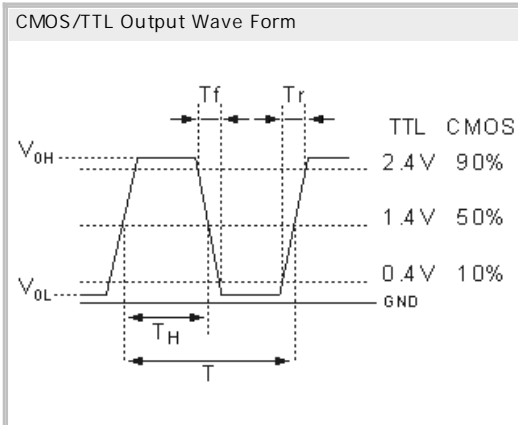 CMOS/TTL Output Wave Form
Tf Tr
TTL CMOS
V0H 2.4V 90%
1.4V 50%
0.4V 10%
V0L GND
TH
T